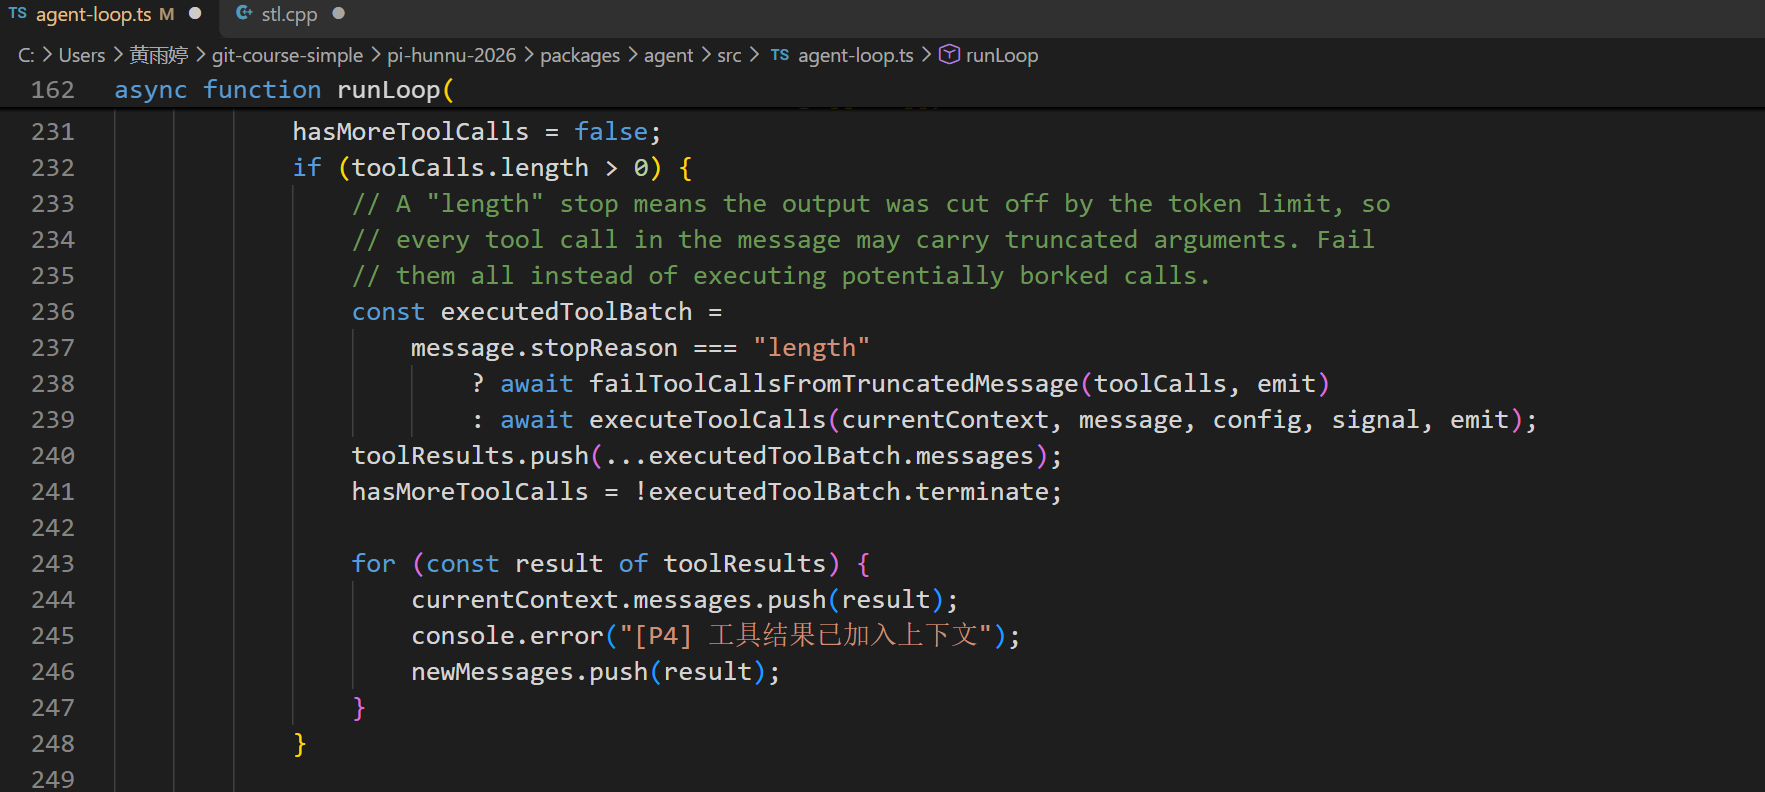 TS agent-loop.ts M ● stl.cpp ●
C: > Users > 黄雨婷 > git-course-simple > pi-hunnu-2026 > packages > agent > src > TS agent-loop.ts > runLoop
162 async function runLoop(
231 hasMoreToolCalls = false;
232 if (toolCalls.length > 0) {
233 // A "length" stop means the output was cut off by the token limit, so
234 // every tool call in the message may carry truncated arguments. Fail
235 // them all instead of executing potentially borked calls.
236 const executedToolBatch =
237 message.stopReason === "length"
238 ? await failToolCallsFromTruncatedMessage(toolCalls, emit)
239 : await executeToolCalls(currentContext, message, config, signal, emit);
240 toolResults.push(...executedToolBatch.messages);
241 hasMoreToolCalls = !executedToolBatch.terminate;
242
243 for (const result of toolResults) {
244 currentContext.messages.push(result);
245 console.error("[P4] 工具结果已加入上下文");
246 newMessages.push(result);
247 }
248 }
249